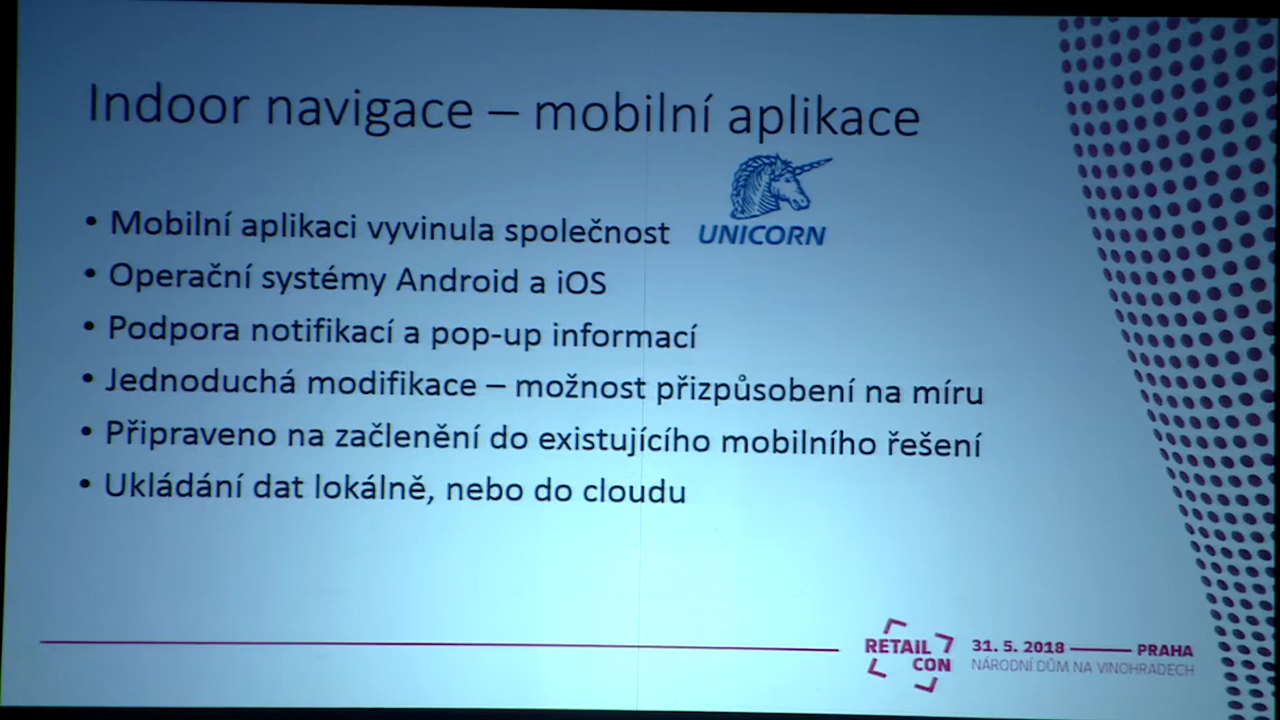 Indoor navigace – mobilní aplikace
• Mobilní aplikaci vyvinula společnost UNICORN
• Operační systémy Android a iOS
• Podpora notifikací a pop-up informací
• Jednoduchá modifikace – možnost přizpůsobení na míru
• Připraveno na začlenění do existujícího mobilního řešení
• Ukládání dat lokálně, nebo do cloudu
RETAIL CON
31. 5. 2018 PRAHA
NÁRODNÍ DŮM NA VINOHRADECH